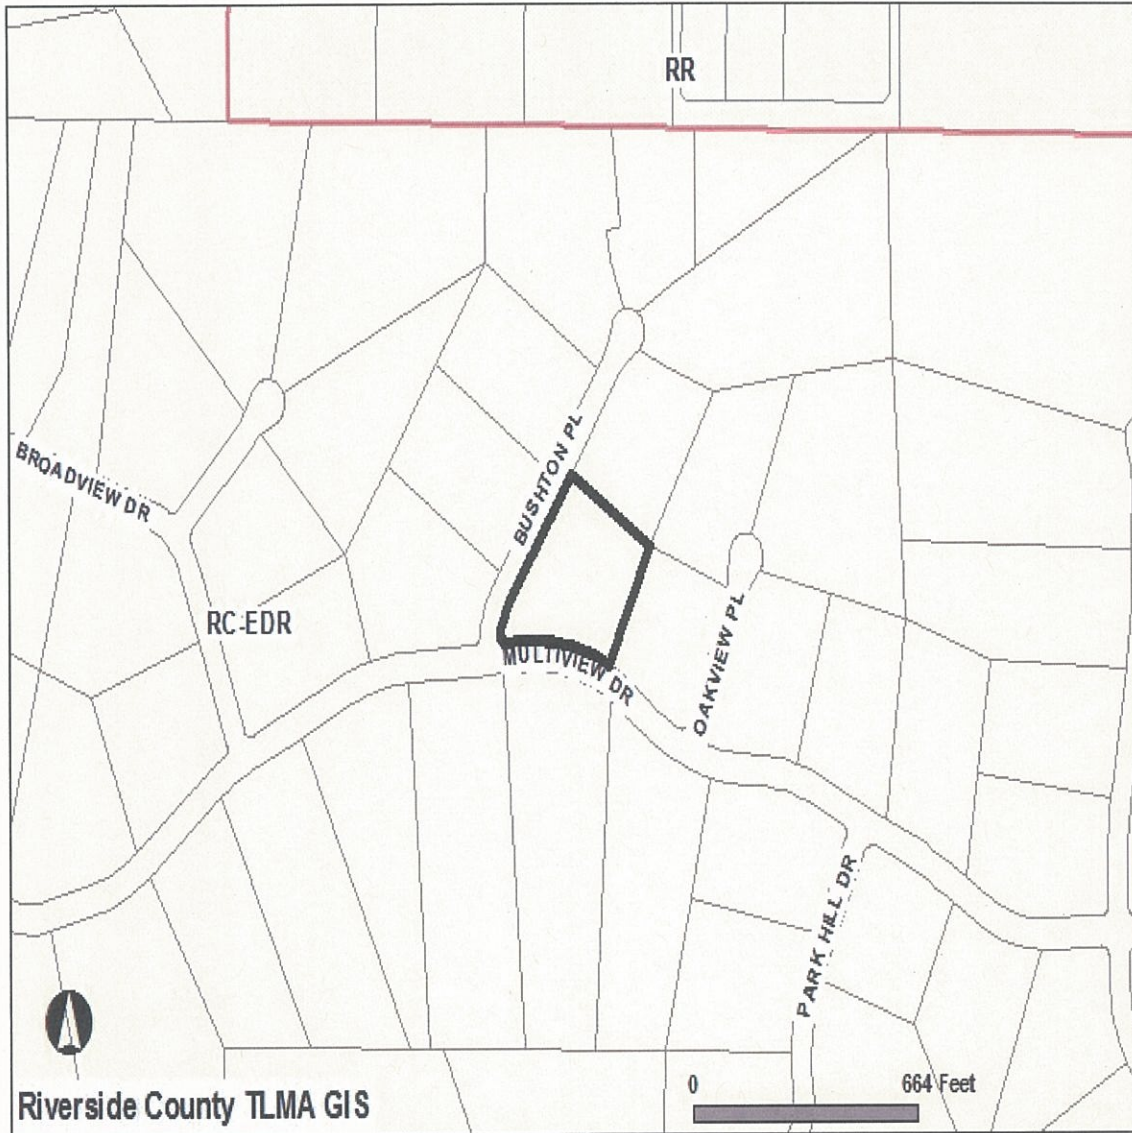 RR
BUSHTON PL
BROADVIEW DR
RC-EDR
MULTIVIEW DR
OAKVIEW PL
PARK HILL DR
0 664 Feet
Riverside County TLMA GIS